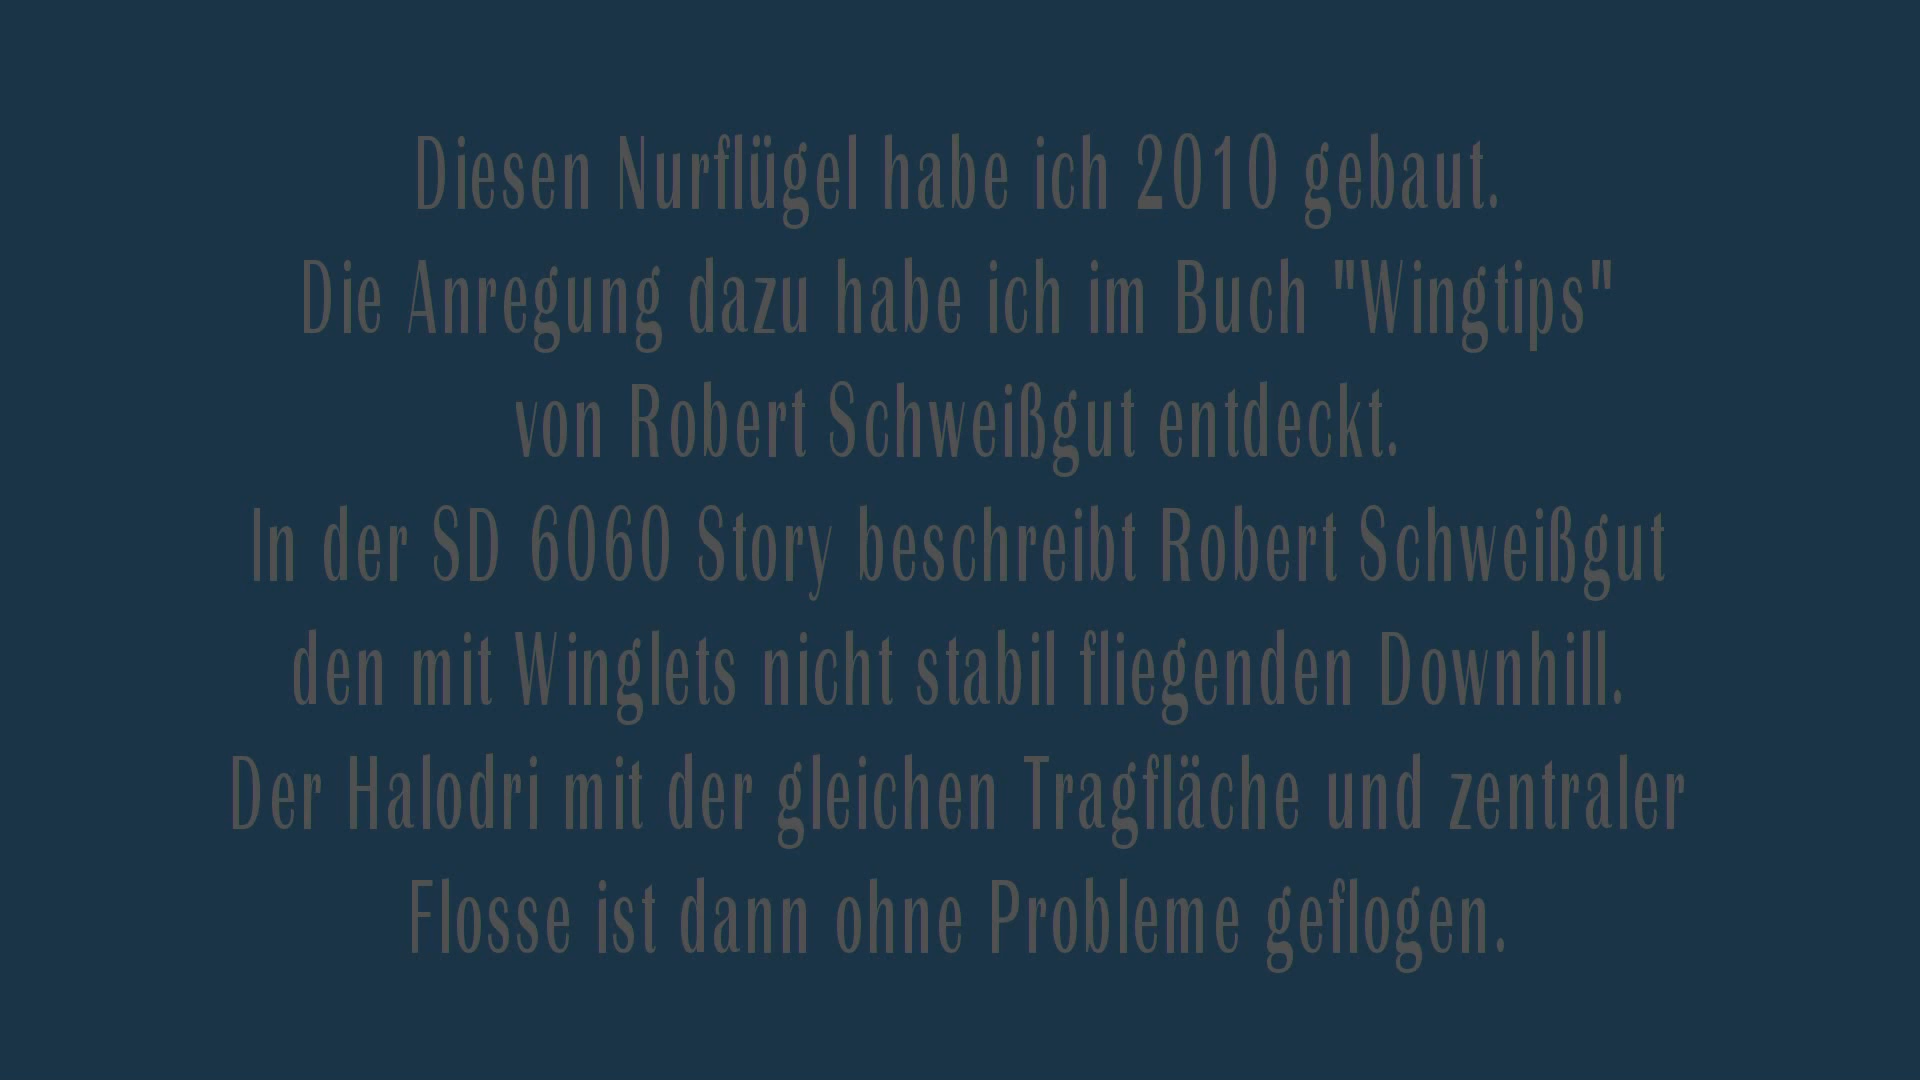 Diesen Nurflügel habe ich 2010 gebaut.
Die Anregung dazu habe ich im Buch "Wingtips"
von Robert Schweißgut entdeckt.
In der SD 6060 Story beschreibt Robert Schweißgut
den mit Winglets nicht stabil fliegenden Downhill.
Der Halodri mit der gleichen Tragfläche und zentraler
Flosse ist dann ohne Probleme geflogen.